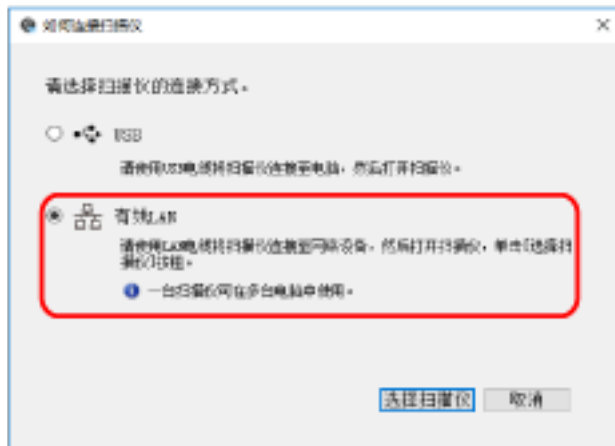 如何连接扫描仪
请选择扫描仪的连接方式。
USB
请使用USB电缆将扫描仪连接至电脑，然后打开扫描仪。
有线LAN
请使用LAN电缆将扫描仪连接至网络设备，然后打开扫描仪，单击[选择扫
描仪]按钮。
一台扫描仪可在多台电脑中使用。
选择扫描仪
取消